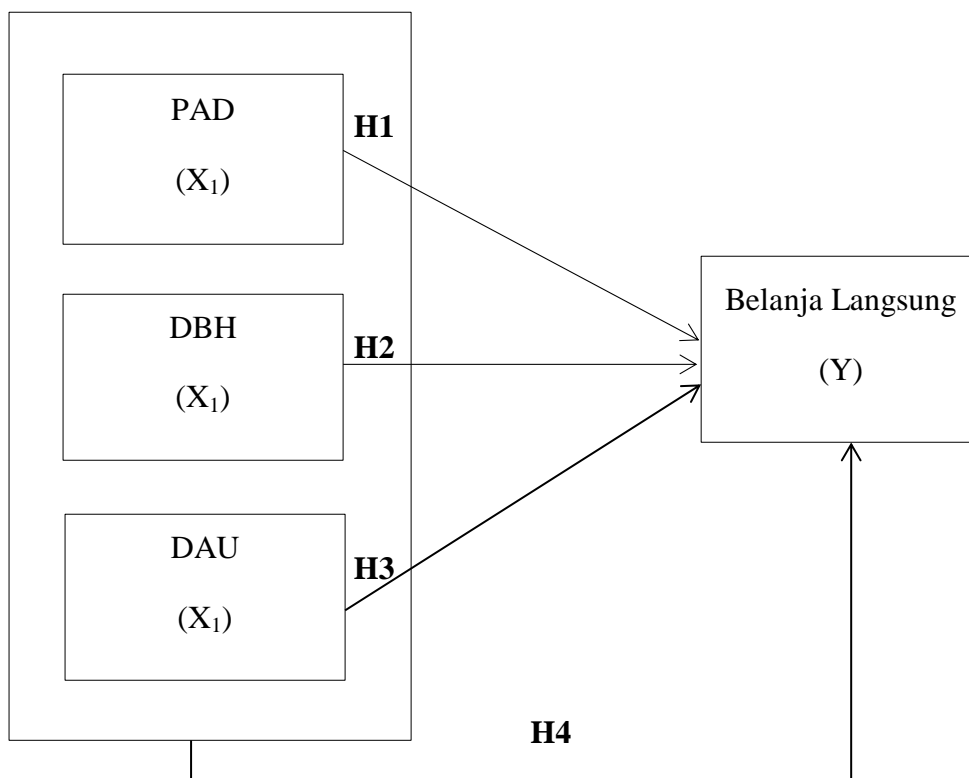 PAD
(X₁)
H1
DBH
(X₁)
H2
Belanja Langsung
(Y)
DAU
(X₁)
H3
H4